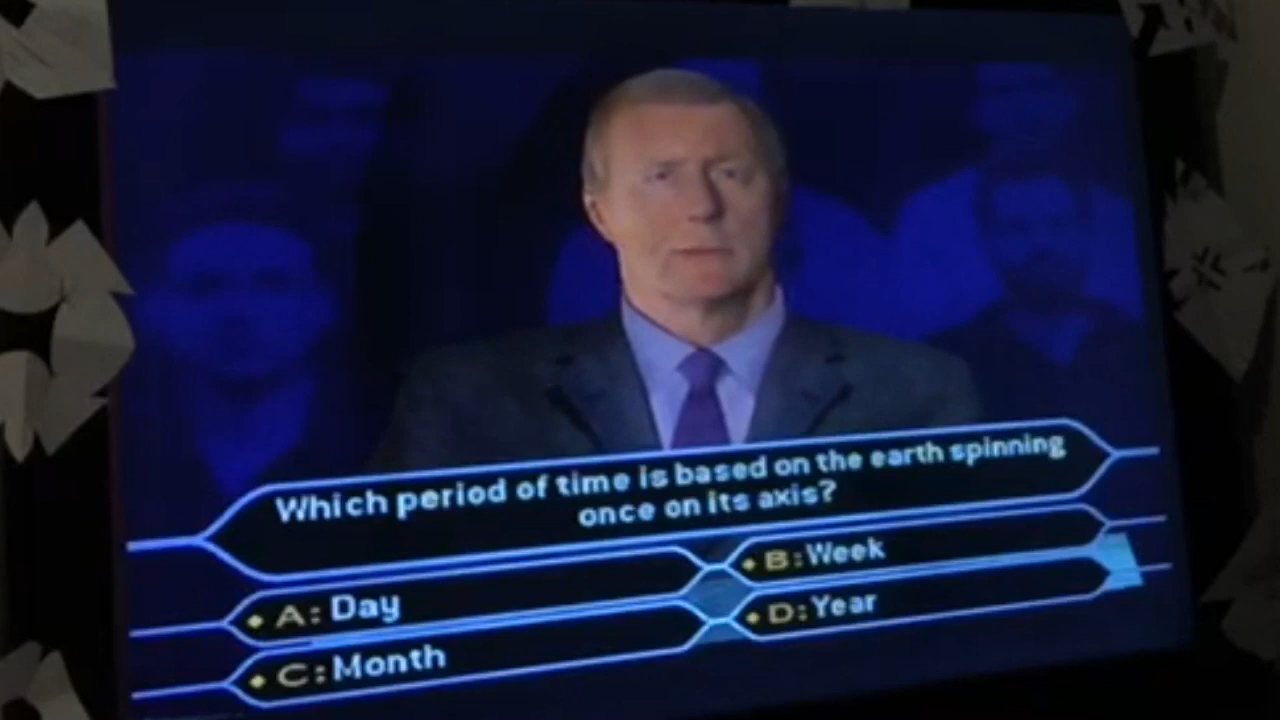 Which period of time is based on the earth spinning
once on its axis?
A: Day
B: Week
C: Month
D: Year